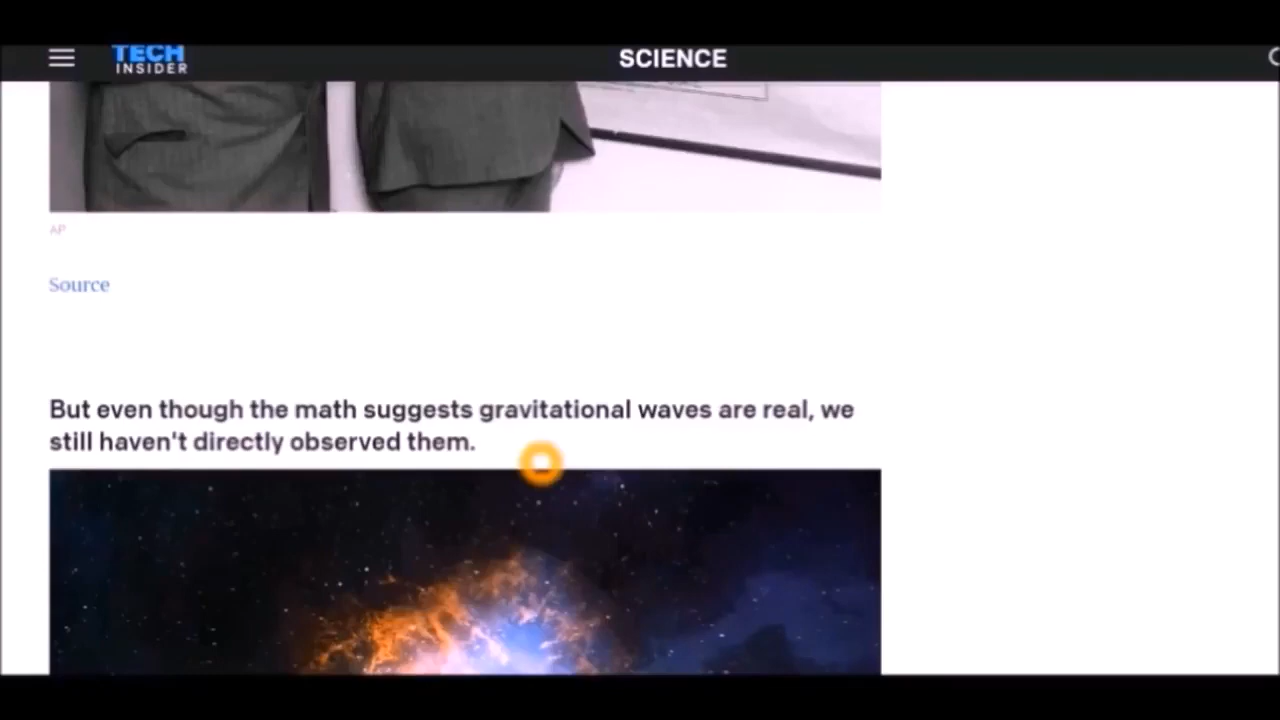 TECH
INSIDER
SCIENCE
AP
Source
But even though the math suggests gravitational waves are real, we
still haven't directly observed them.